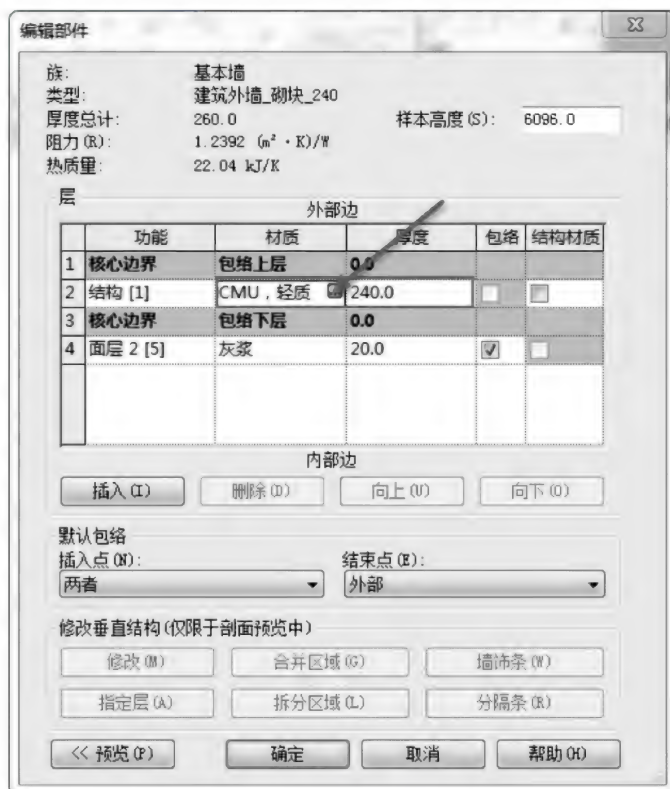 编辑部件
族: 基本墙
类型: 建筑外墙_砌块_240
厚度总计: 260.0 样本高度(S): 6096.0
阻力(R): 1.2392 (m²·K)/W
热质量: 22.04 kJ/K
层
外部边
功能 材质 厚度 包络 结构材质
1 核心边界 包络上层 0.0
2 结构 [1] CMU，轻质 240.0
3 核心边界 包络下层 0.0
4 面层 2 [5] 灰浆 20.0
内部边
插入(I) 删除(D) 向上(U) 向下(O)
默认包络
插入点(N): 结束点(E):
两者 外部
修改垂直结构(仅限于剖面预览中)
修改(M) 合并区域(G) 墙饰条(W)
指定层(A) 拆分区域(L) 分隔条(R)
<< 预览(P) 确定 取消 帮助(H)